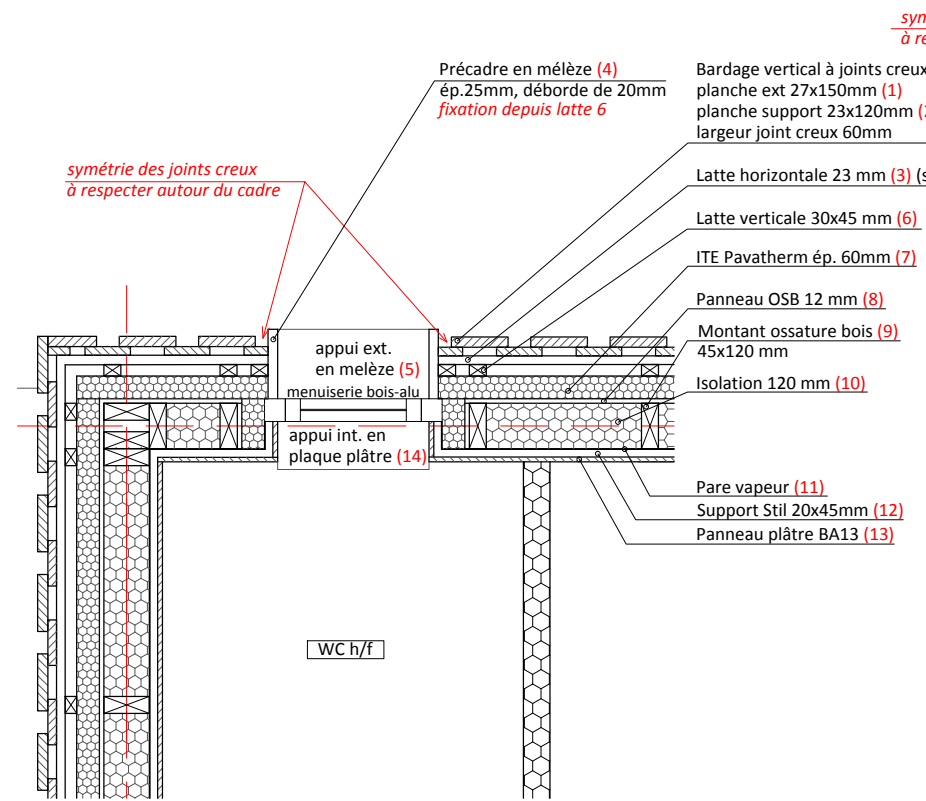 sym
à re
Précadre en mélèze (4)
ép.25mm, déborde de 20mm
fixation depuis latte 6
Bardage vertical à joints creux
planche ext 27x150mm (1)
planche support 23x120mm (
largeur joint creux 60mm
symétrie des joints creux
à respecter autour du cadre
Latte horizontale 23 mm (3) (s
Latte verticale 30x45 mm (6)
ITE Pavatherm ép. 60mm (7)
Panneau OSB 12 mm (8)
Montant ossature bois (9)
45x120 mm
Isolation 120 mm (10)
appui ext.
en melèze (5)
menuiserie bois-alu
appui int. en
plaque plâtre (14)
Pare vapeur (11)
Support Stil 20x45mm (12)
Panneau plâtre BA13 (13)
WC h/f